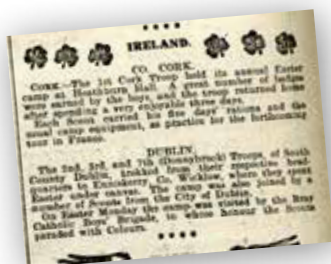 IRELAND.
CO. CORK.
CORK.—The 1st Cork Troop held its annual Easter
camp at Heathburn Hall. A great number of badges
were earned by the boys, and the troop returned home
after spending a very enjoyable three days.
Each Scout carried his five days' rations and the
usual camp equipment, as practice for the forthcoming
tour in France.
DUBLIN.
The 2nd, 3rd, and 7th (Donnybrook) Troops, of South
County Dublin, trekked from their respective head-
quarters to Enniskerry, Co. Wicklow, where they spent
Easter under canvas. The camp was also joined by a
number of Scouts from the City of Dublin.
On Easter Monday the camp was visited by the Bray
Catholic Boys' Brigade, in whose honour the Scouts
paraded with Colours.